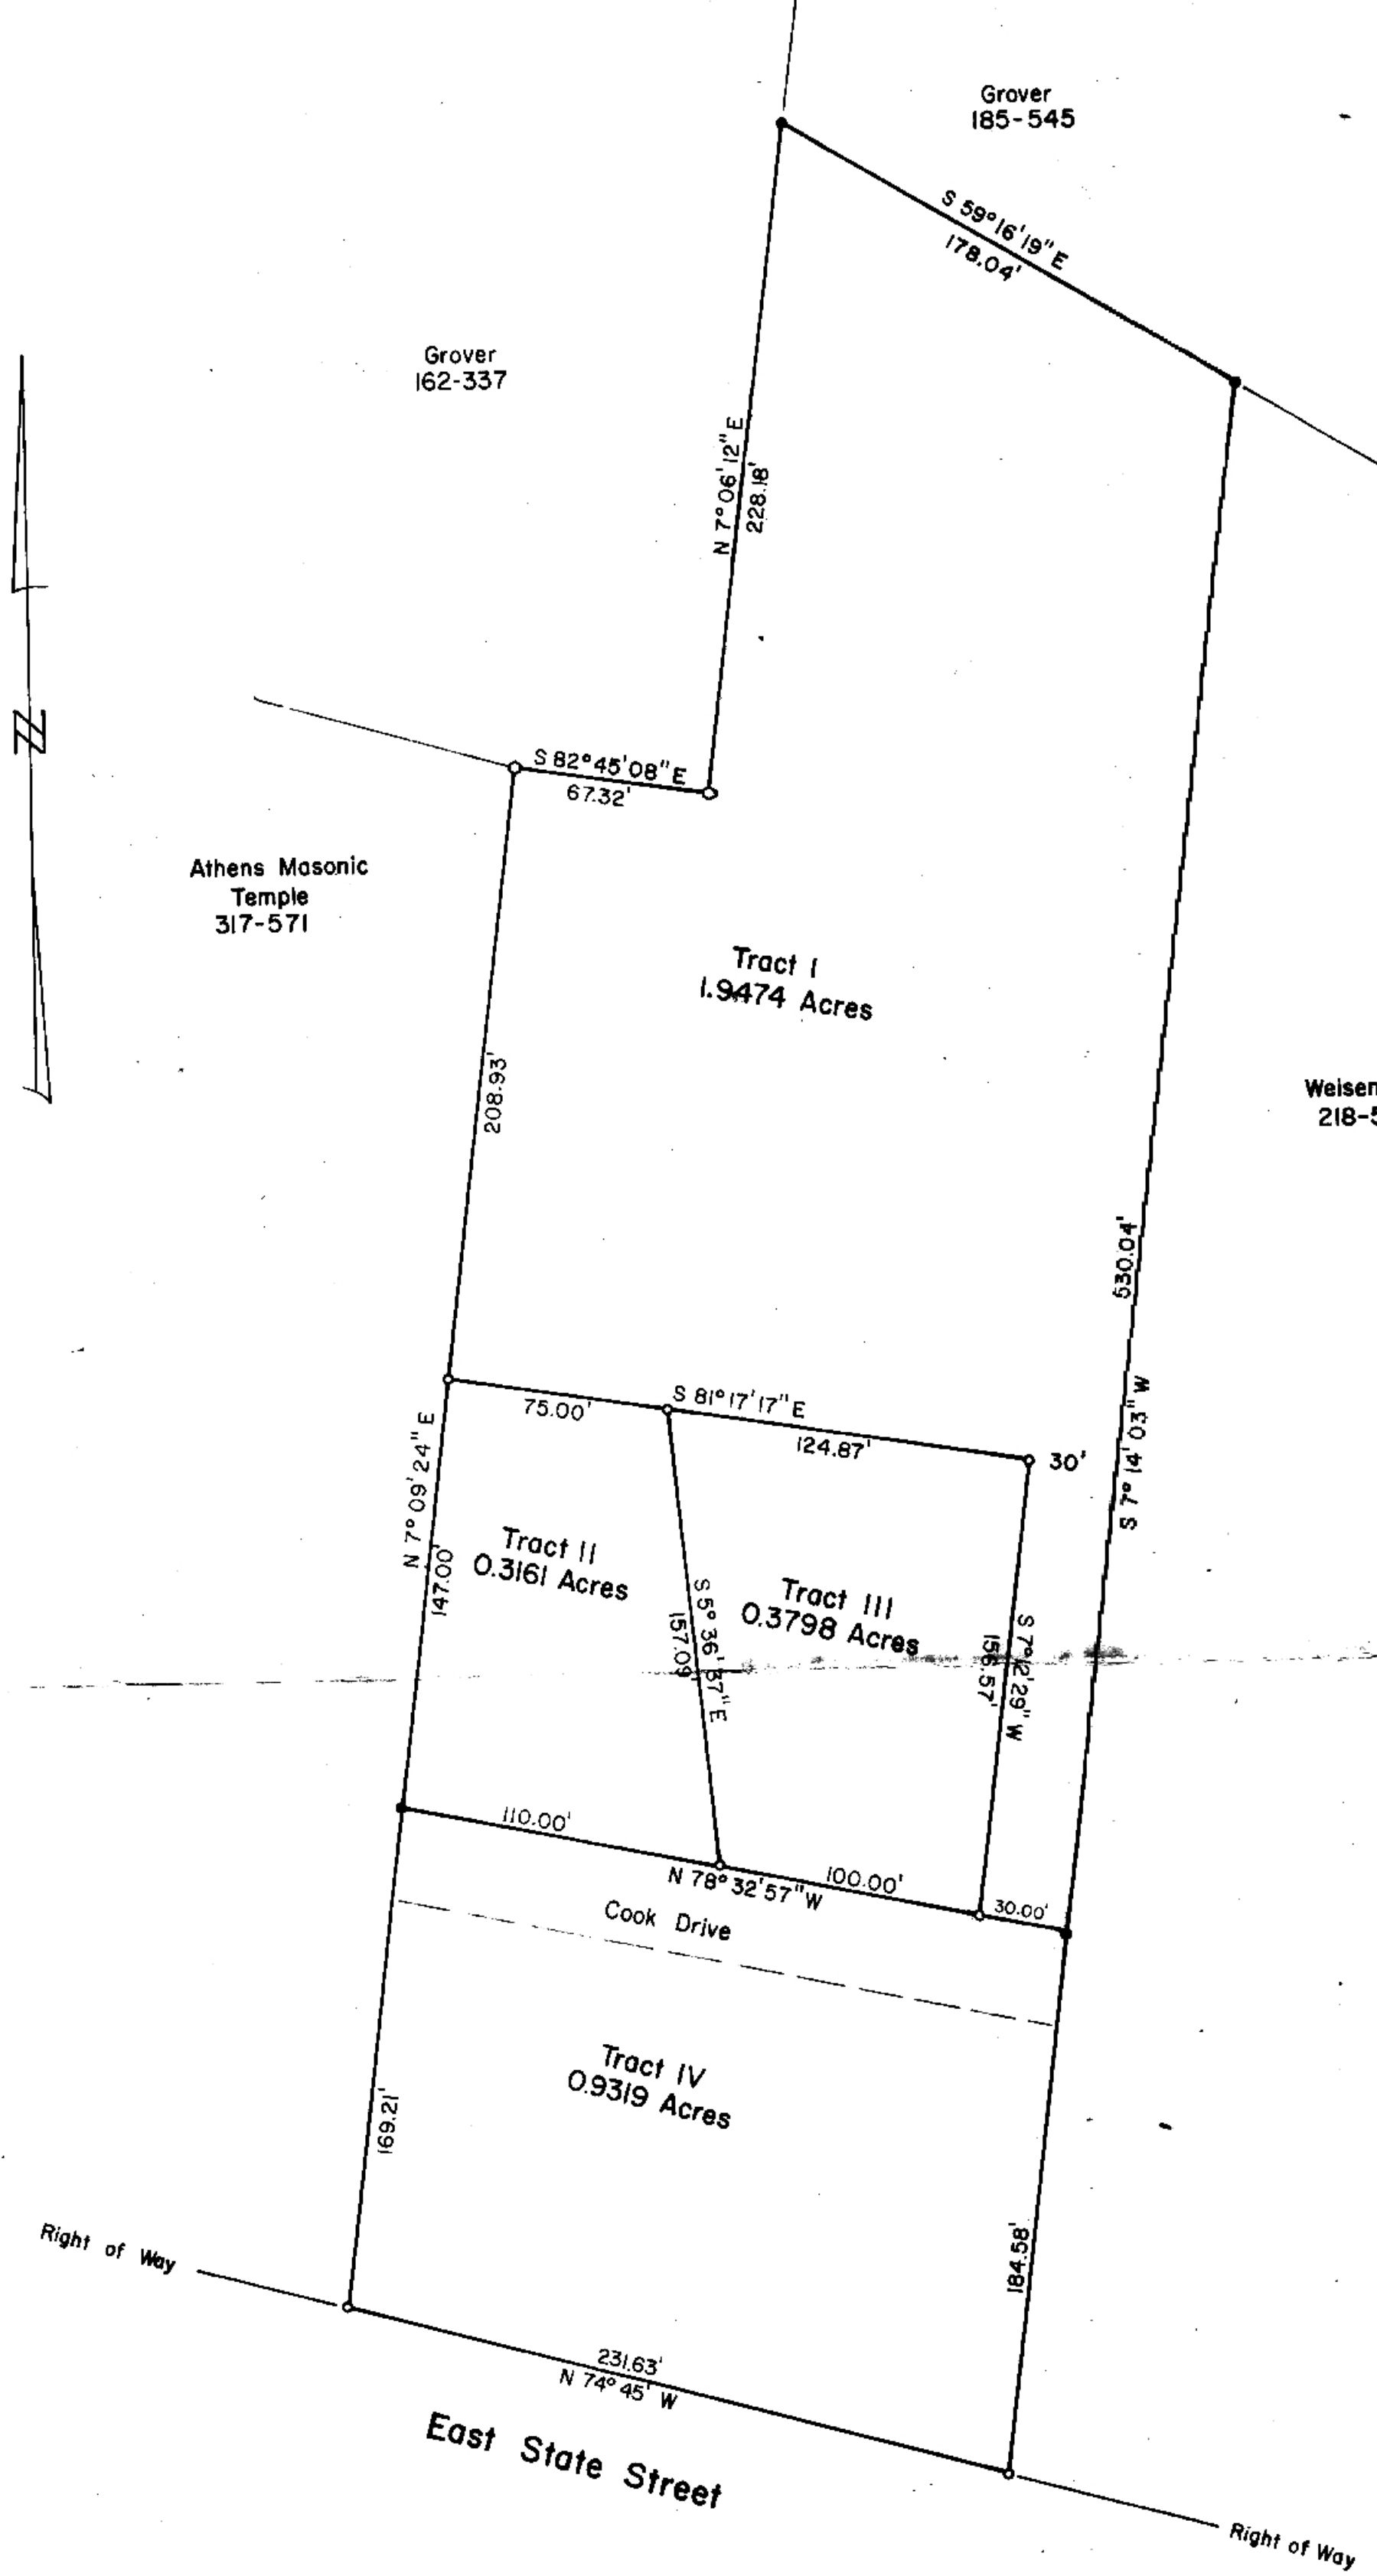 Grover
185-545
S 59°16'19" E
178.04'
Grover
162-337
N 7°06'12" E
228.18'
N
S 82°45'08" E
67.32'
Athens Masonic
Temple
317-571
Tract I
1.9474 Acres
208.93'
Weisen
218-5
530.04'
S 7°14'03" W
75.00'
S 81°17'17" E
124.87'
30'
N 7°09'24" E
147.00'
Tract II
0.3161 Acres
S 5°36'37" E
157.09'
Tract III
0.3798 Acres
S 7°12'29" W
156.57'
110.00'
N 78°32'57" W
100.00'
30.00'
Cook Drive
Tract IV
0.9319 Acres
169.21'
184.58'
Right of Way
231.63'
N 74°45' W
East State Street
Right of Way